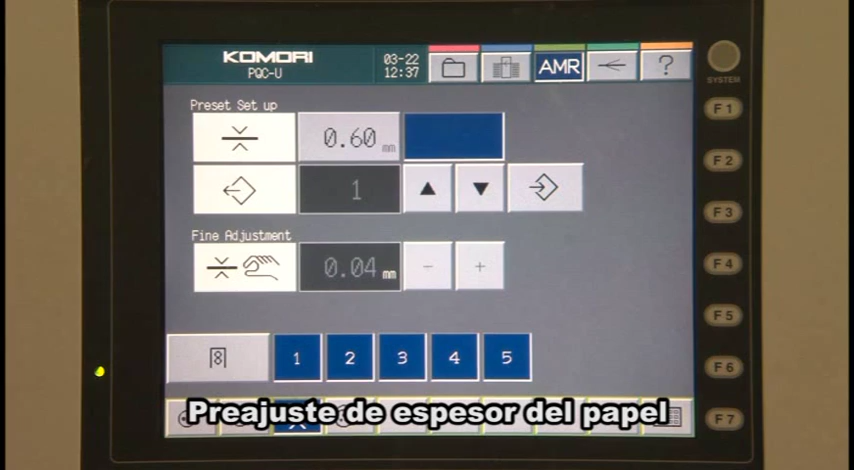 KOMORI
PQC-U
03-22
12:37
AMR
?
SYSTEM
Preset Set up
0.60 mm
1
Fine Adjustment
0.04 mm
- +
8
1 2 3 4 5
F1
F2
F3
F4
F5
F6
F7
Preajuste de espesor del papel